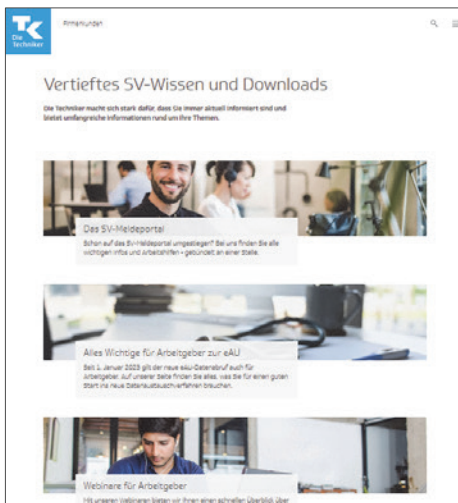 TK
Die
Techniker
Firmenkunden
Vertieftes SV-Wissen und Downloads
Die Techniker macht sich stark dafür, dass Sie immer aktuell informiert sind und
bietet umfangreiche Informationen rund um Ihre Themen.
Das SV-Meldeportal
Schon auf das SV-Meldeportal umgestiegen? Bei uns finden Sie alle
wichtigen Infos und Arbeitshilfen - gebündelt an einer Stelle.
Alles Wichtige für Arbeitgeber zur eAU
Seit 1. Januar 2023 gilt der neue eAU-Datenabruf auch für
Arbeitgeber. Auf unserer Seite finden Sie alles, was Sie für einen guten
Start ins neue Datenaustauschverfahren brauchen.
Webinare für Arbeitgeber
Mit unseren Webinaren bieten wir Ihnen einen schnellen Überblick über